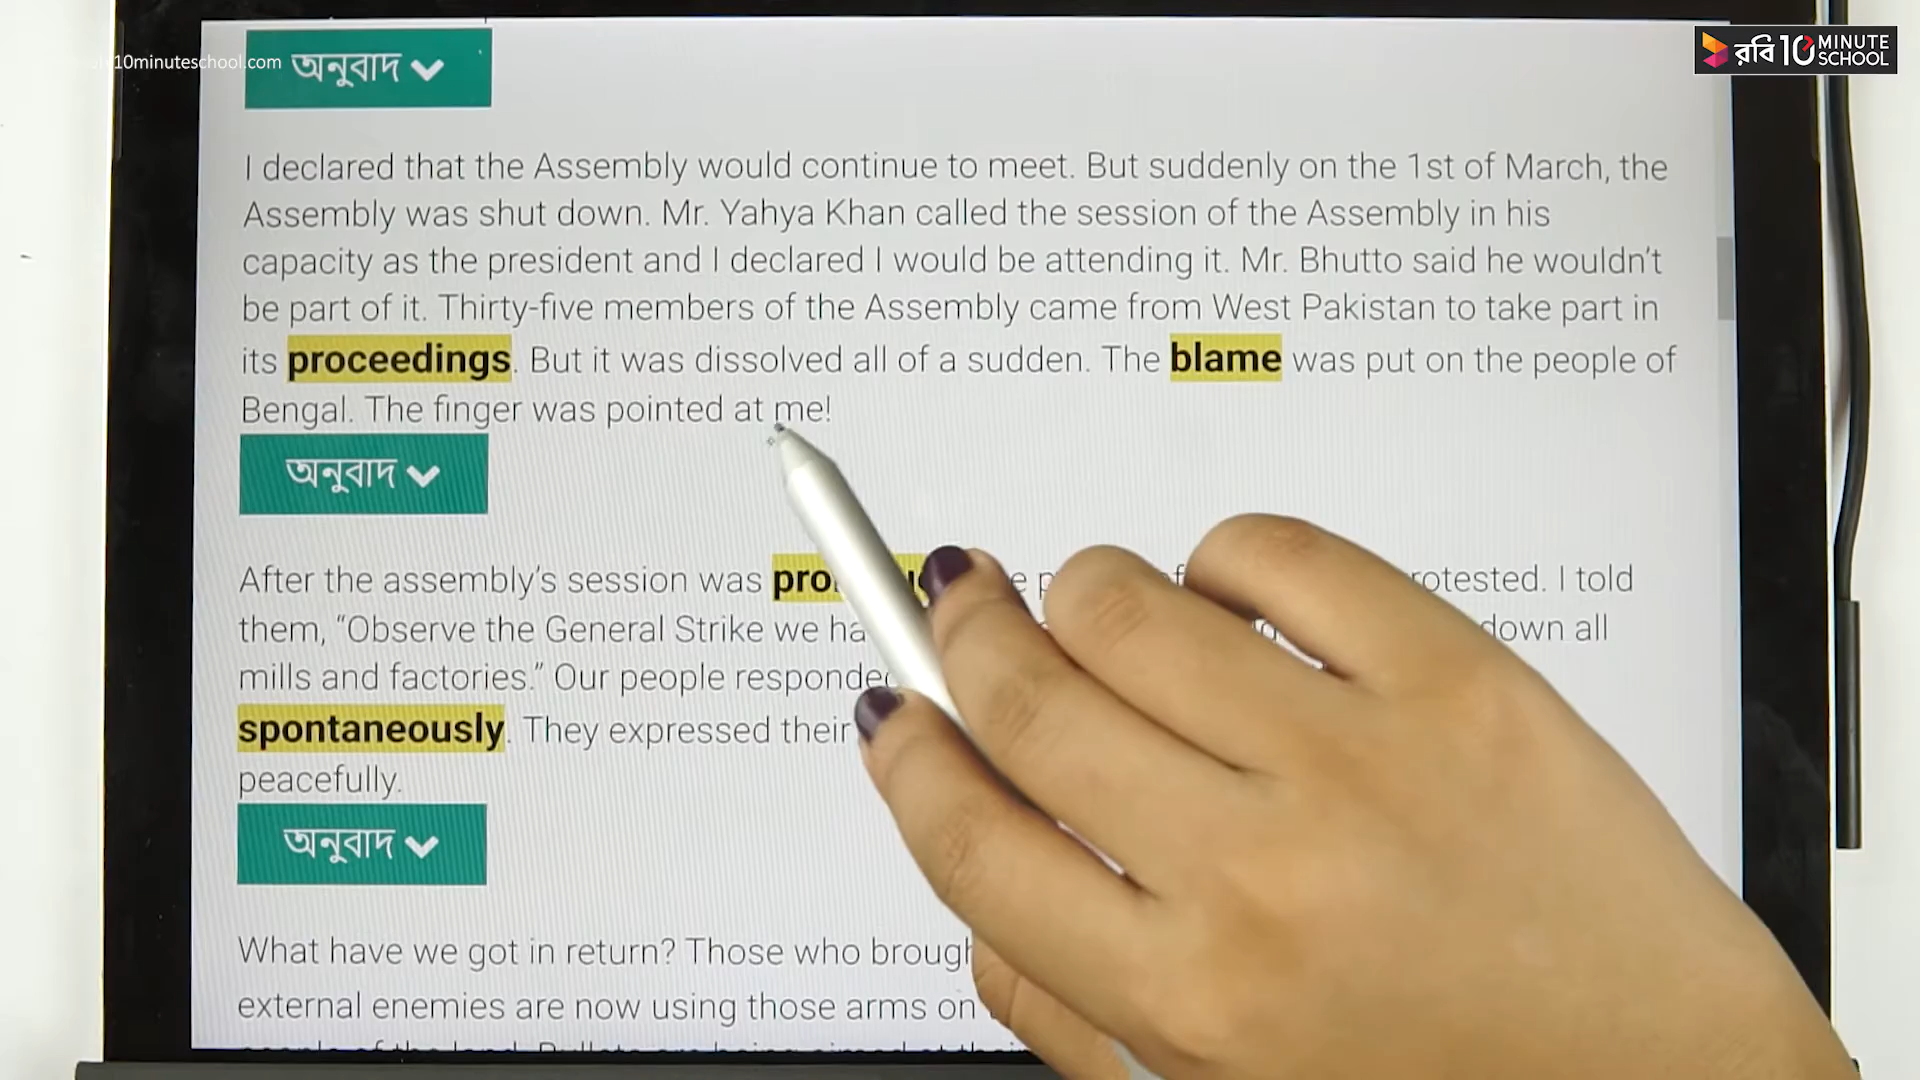 10minuteschool.com
অনুবাদ
রবি 10 MINUTE SCHOOL
I declared that the Assembly would continue to meet. But suddenly on the 1st of March, the
Assembly was shut down. Mr. Yahya Khan called the session of the Assembly in his
capacity as the president and I declared I would be attending it. Mr. Bhutto said he wouldn't
be part of it. Thirty-five members of the Assembly came from West Pakistan to take part in
its proceedings. But it was dissolved all of a sudden. The blame was put on the people of
Bengal. The finger was pointed at me!
অনুবাদ
After the assembly's session was protested. I told
them, “Observe the General Strike we down all
mills and factories.” Our people responded
spontaneously. They expressed their
peacefully.
অনুবাদ
What have we got in return? Those who
external enemies are now using those arms on